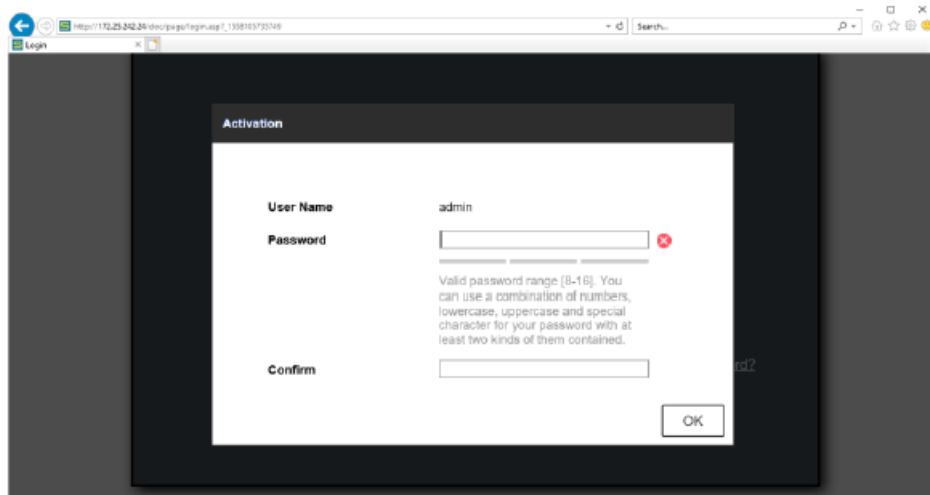 Search...
Login
Activation
User Name
admin
Password
Valid password range [8-16]. You
can use a combination of numbers,
lowercase, uppercase and special
character for your password with at
least two kinds of them contained.
Confirm
rd?
OK